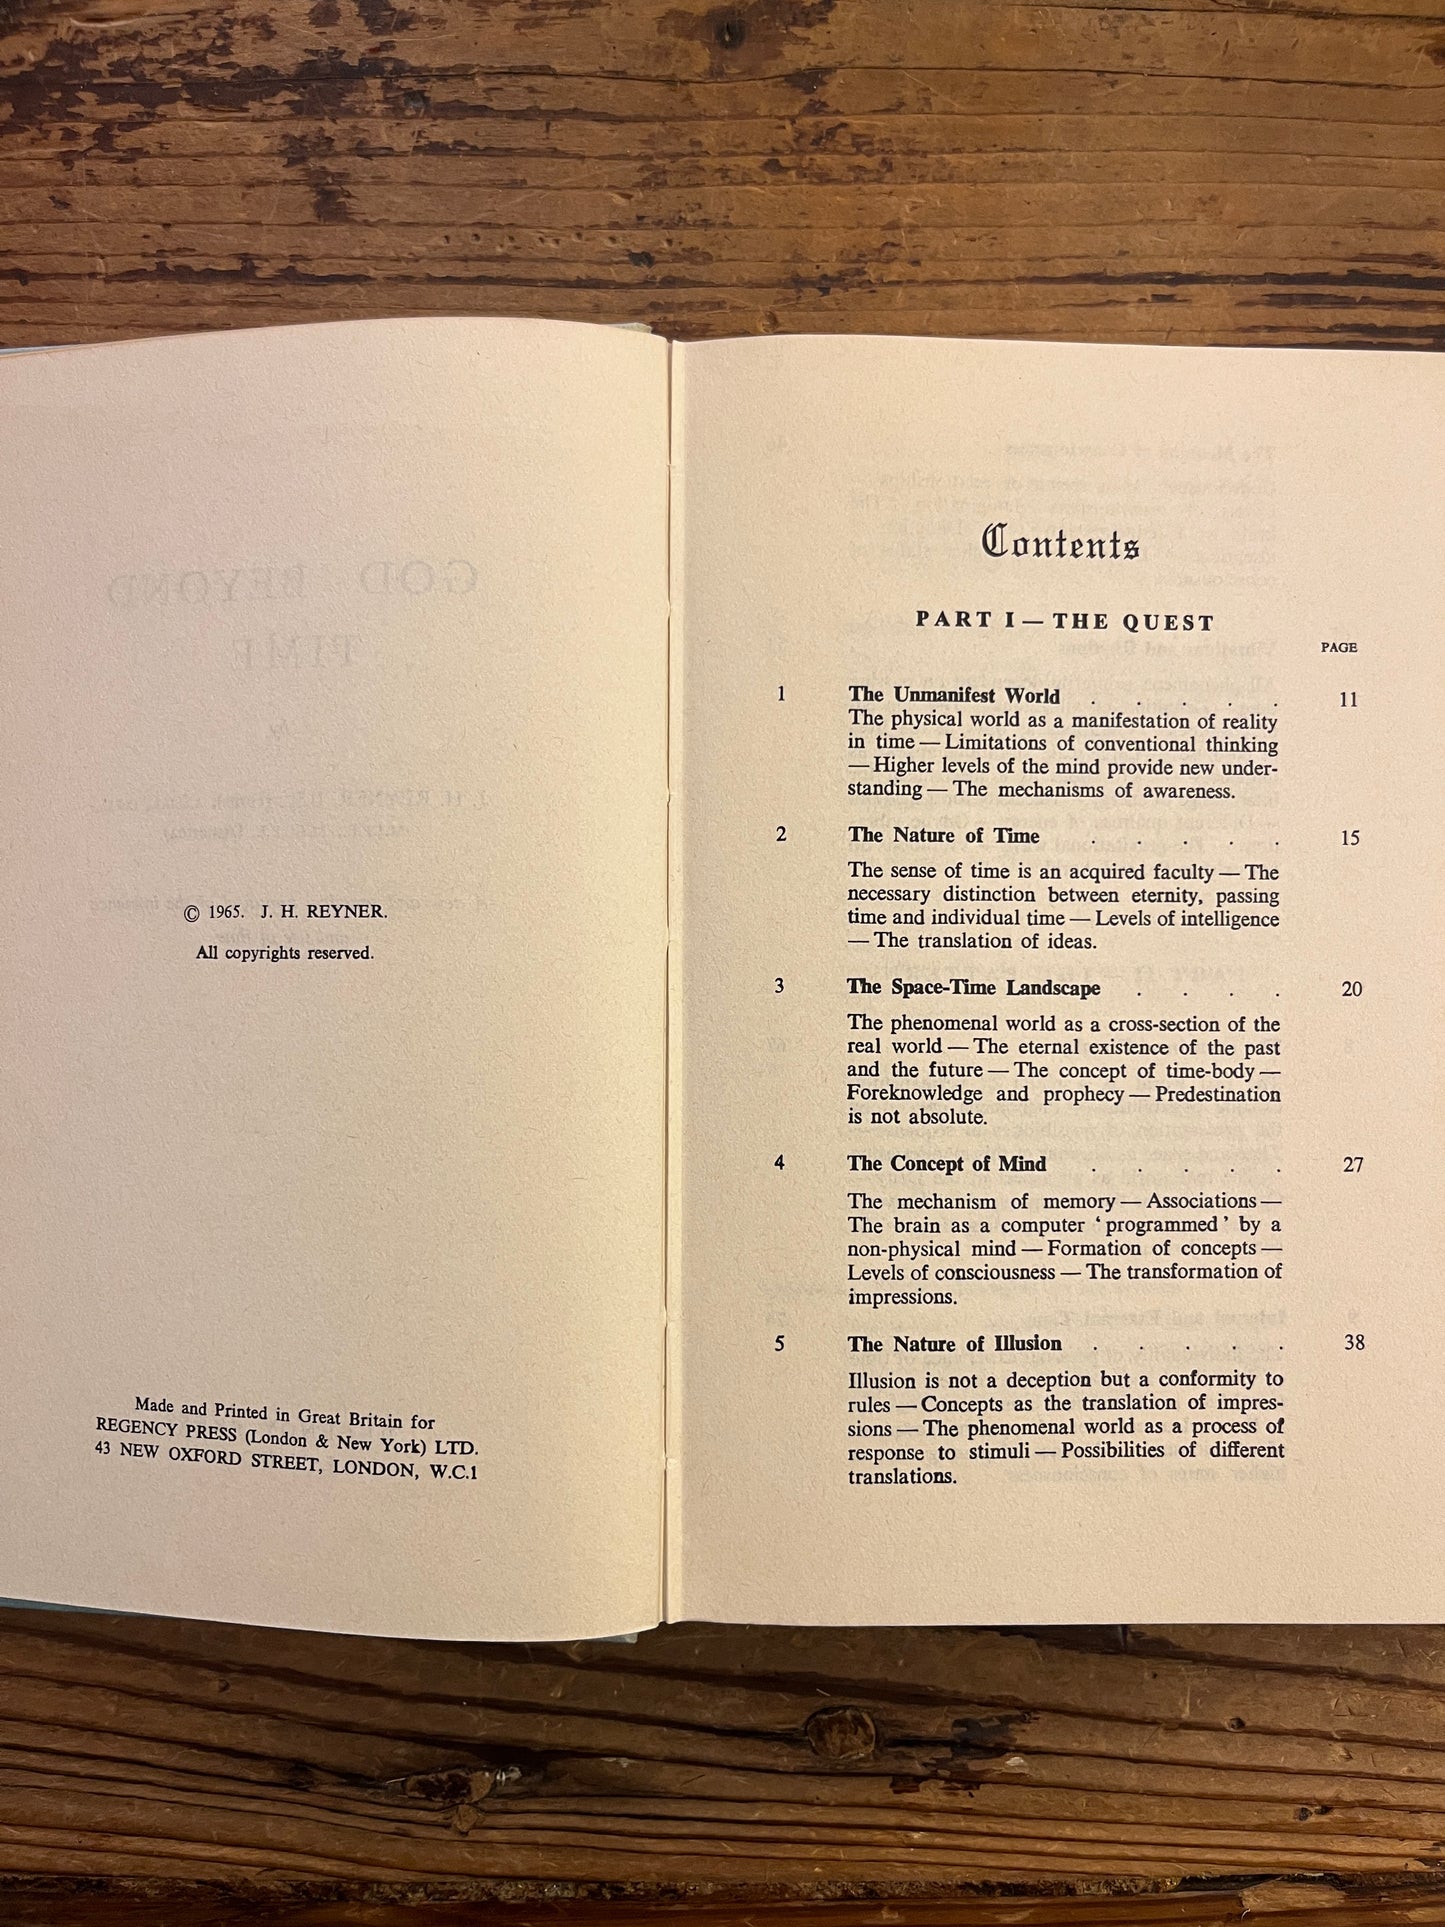 © 1965. J. H. REYNER.
All copyrights reserved.
Made and Printed in Great Britain for
REGENCY PRESS (London & New York) LTD.
43 NEW OXFORD STREET, LONDON, W.C.1
Contents
PART I — THE QUEST
PAGE
1 The Unmanifest World . . . . . 11
The physical world as a manifestation of reality
in time — Limitations of conventional thinking
— Higher levels of the mind provide new under-
standing — The mechanisms of awareness.
2 The Nature of Time . . . . . 15
The sense of time is an acquired faculty — The
necessary distinction between eternity, passing
time and individual time — Levels of intelligence
— The translation of ideas.
3 The Space-Time Landscape . . . . 20
The phenomenal world as a cross-section of the
real world — The eternal existence of the past
and the future — The concept of time-body —
Foreknowledge and prophecy — Predestination
is not absolute.
4 The Concept of Mind . . . . . 27
The mechanism of memory — Associations —
The brain as a computer ‘ programmed ’ by a
non-physical mind — Formation of concepts —
Levels of consciousness — The transformation of
impressions.
5 The Nature of Illusion . . . . . 38
Illusion is not a deception but a conformity to
rules — Concepts as the translation of impres-
sions — The phenomenal world as a process of
response to stimuli — Possibilities of different
translations.
GOD BEYOND
TIME
by